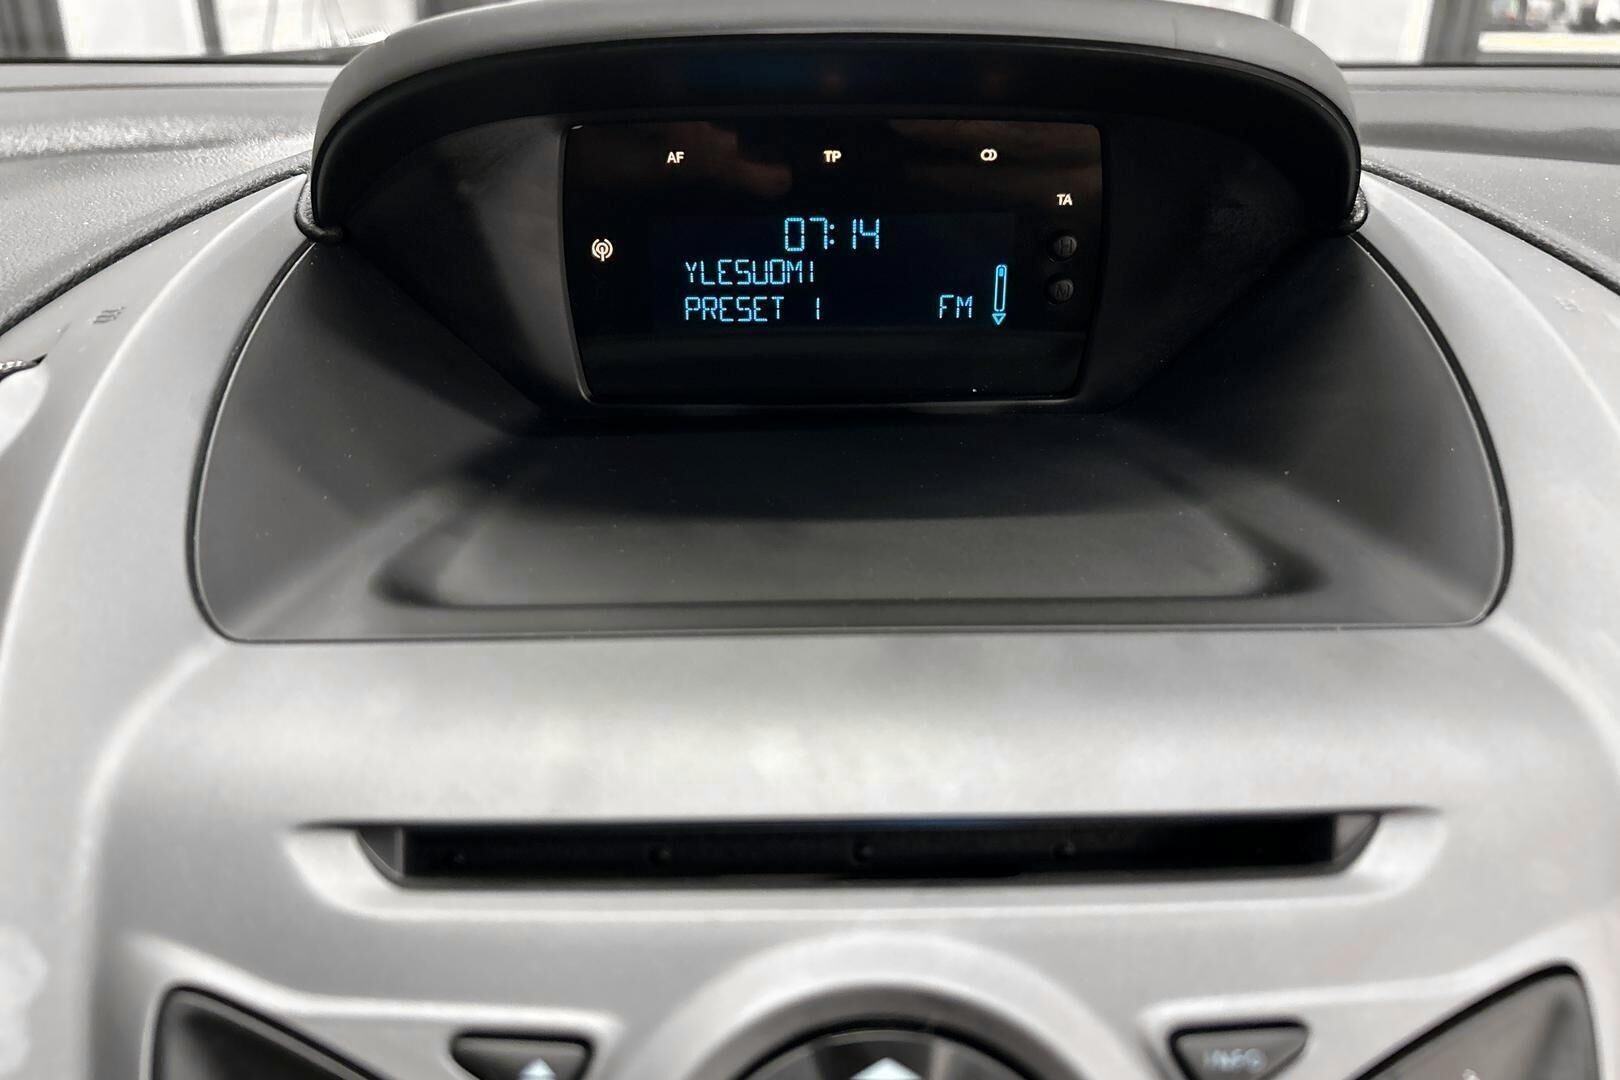 AF TP
TA
07:14
H
YLESUOMI
M
PRESET 1 FM
INFO